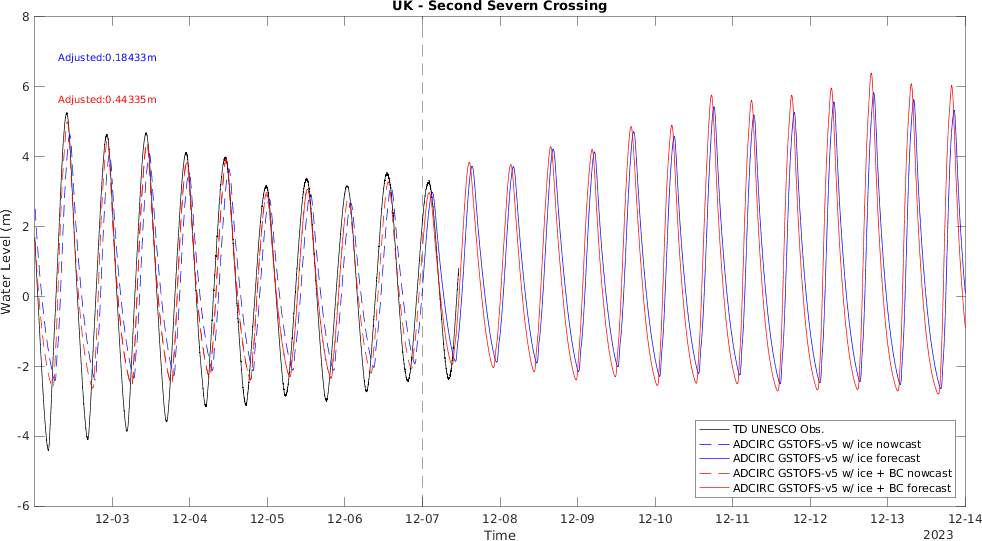 UK - Second Severn Crossing
8
6
4
2
0
-2
-4
-6
Water Level (m)
Adjusted:0.18433m
Adjusted:0.44335m
TD UNESCO Obs.
ADCIRC GSTOFS-v5 w/ ice nowcast
ADCIRC GSTOFS-v5 w/ ice forecast
ADCIRC GSTOFS-v5 w/ ice + BC nowcast
ADCIRC GSTOFS-v5 w/ ice + BC forecast
12-03 12-04 12-05 12-06 12-07 12-08 12-09 12-10 12-11 12-12 12-13 12-14
Time
2023